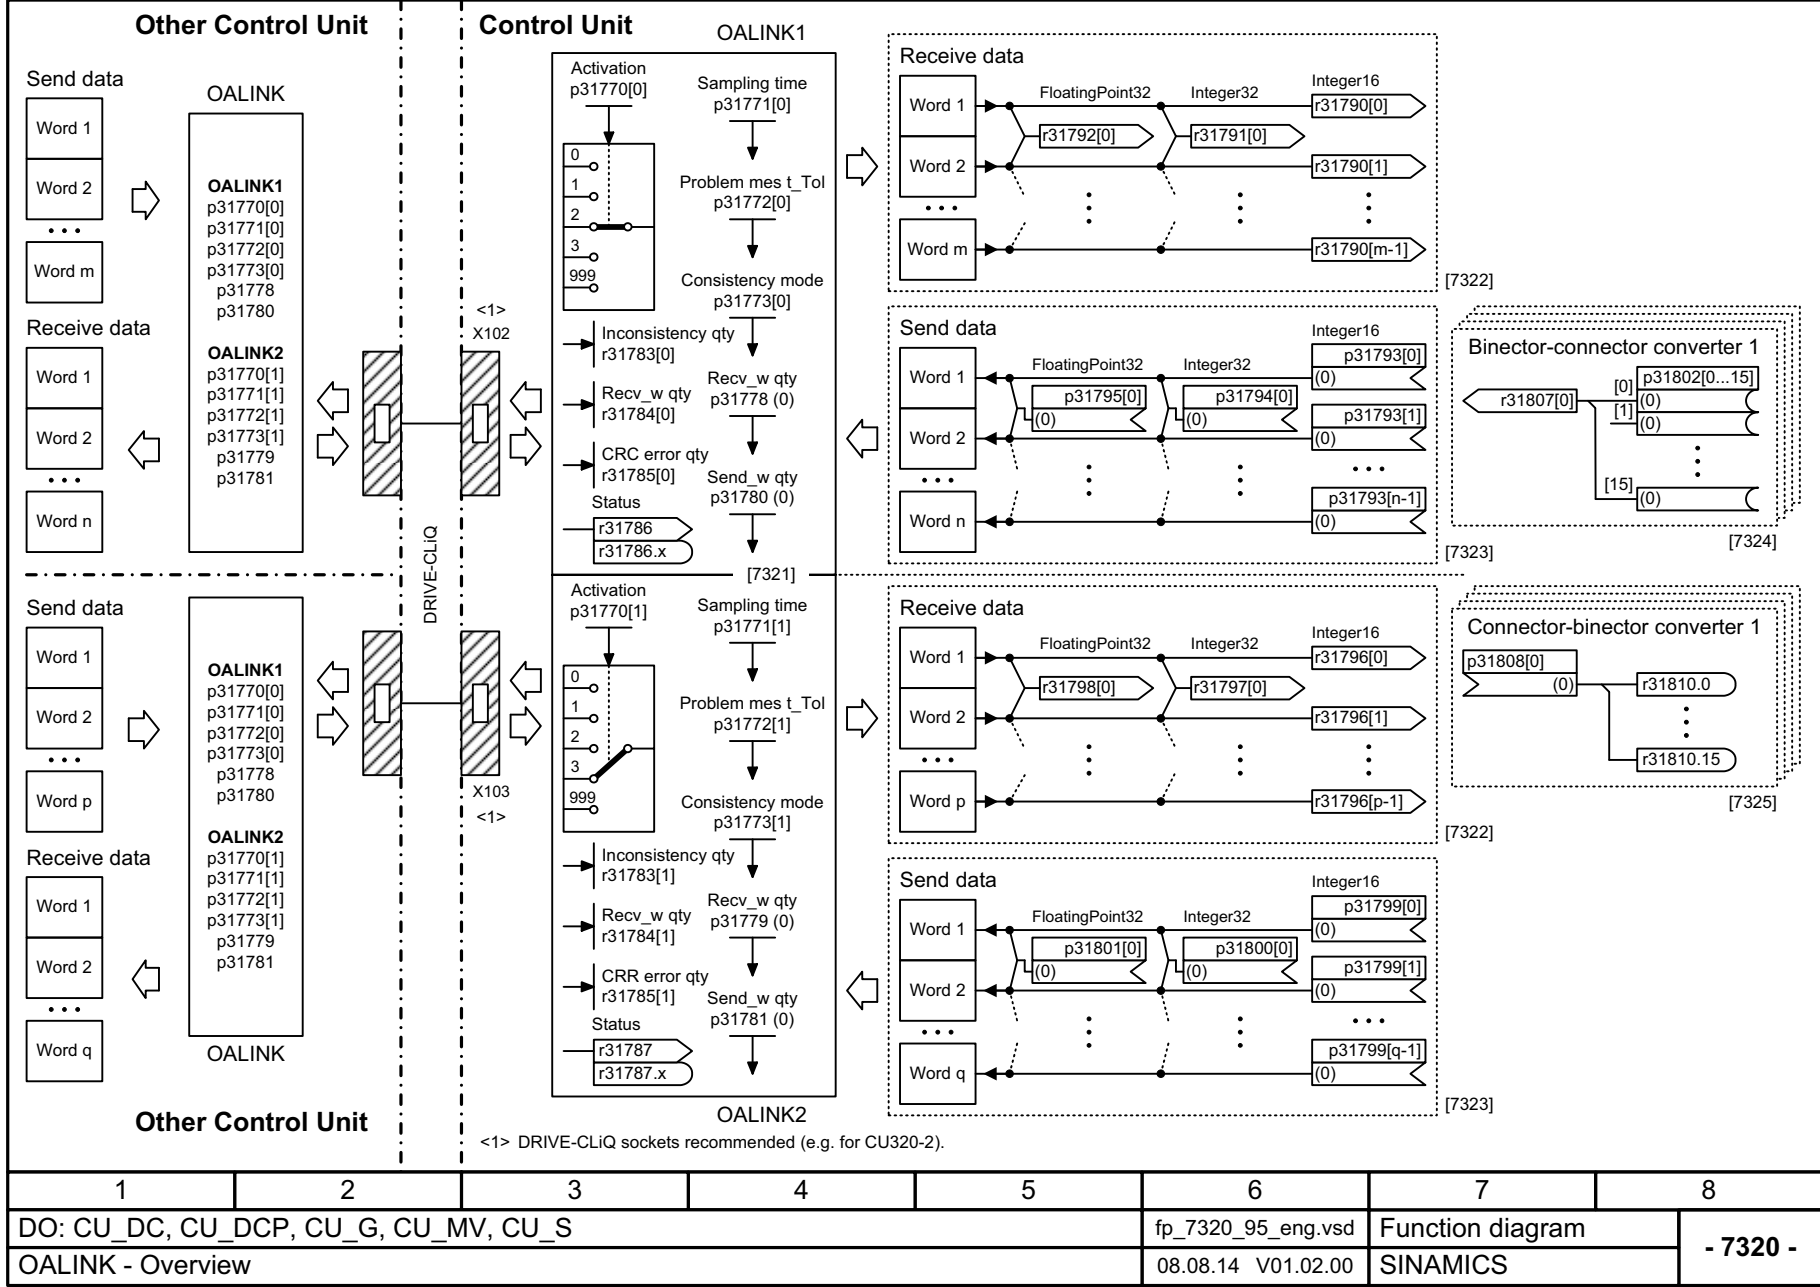 Other Control Unit
Send data
Word 1
Word 2
Word m
Receive data
Word 1
Word 2
Word n
OALINK
OALINK1
p31770[0]
p31771[0]
p31772[0]
p31773[0]
p31778
p31780
OALINK2
p31770[1]
p31771[1]
p31772[1]
p31773[1]
p31779
p31781
DRIVE-CLiQ
Send data
Word 1
Word 2
Word p
Receive data
Word 1
Word 2
Word q
OALINK1
p31770[0]
p31771[0]
p31772[0]
p31773[0]
p31778
p31780
OALINK2
p31770[1]
p31771[1]
p31772[1]
p31773[1]
p31779
p31781
OALINK
Other Control Unit
Control Unit
<1>
X102
X103
<1>
OALINK1
Activation
p31770[0]
0
1
2
3
999
Inconsistency qty
r31783[0]
Recv_w qty
r31784[0]
CRC error qty
r31785[0]
Status
r31786
r31786.x
Sampling time
p31771[0]
Problem mes t_Tol
p31772[0]
Consistency mode
p31773[0]
Recv_w qty
p31778 (0)
Send_w qty
p31780 (0)
[7321]
Activation
p31770[1]
0
1
2
3
999
Inconsistency qty
r31783[1]
Recv_w qty
r31784[1]
CRR error qty
r31785[1]
Status
r31787
r31787.x
Sampling time
p31771[1]
Problem mes t_Tol
p31772[1]
Consistency mode
p31773[1]
Recv_w qty
p31779 (0)
Send_w qty
p31781 (0)
OALINK2
<1> DRIVE-CLiQ sockets recommended (e.g. for CU320-2).
Receive data
Word 1
Word 2
Word m
FloatingPoint32
r31792[0]
Integer32
r31791[0]
Integer16
r31790[0]
r31790[1]
r31790[m-1]
[7322]
Send data
Word 1
Word 2
Word n
FloatingPoint32
p31795[0]
(0)
Integer32
p31794[0]
(0)
Integer16
p31793[0]
(0)
p31793[1]
(0)
p31793[n-1]
(0)
[7323]
Binector-connector converter 1
r31807[0]
p31802[0...15]
[0]
(0)
[1]
(0)
[15]
(0)
[7324]
Receive data
Word 1
Word 2
Word p
FloatingPoint32
r31798[0]
Integer32
r31797[0]
Integer16
r31796[0]
r31796[1]
r31796[p-1]
[7322]
Connector-binector converter 1
p31808[0]
(0)
r31810.0
r31810.15
[7325]
Send data
Word 1
Word 2
Word q
FloatingPoint32
p31801[0]
(0)
Integer32
p31800[0]
(0)
Integer16
p31799[0]
(0)
p31799[1]
(0)
p31799[q-1]
(0)
[7323]
1 2 3 4 5 6 7 8
DO: CU_DC, CU_DCP, CU_G, CU_MV, CU_S
fp_7320_95_eng.vsd
Function diagram
- 7320 -
OALINK - Overview
08.08.14 V01.02.00
SINAMICS